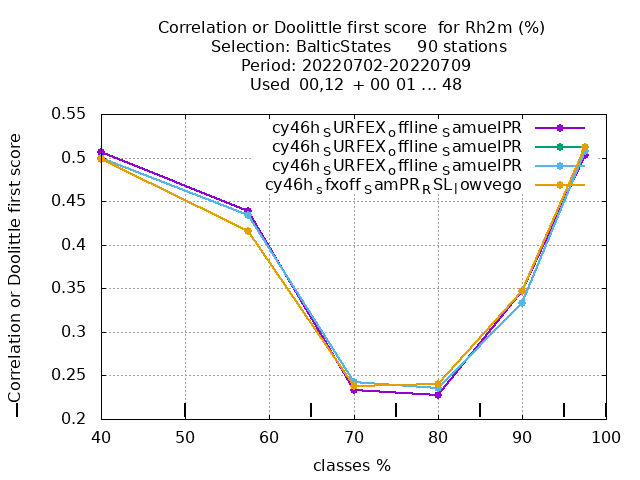 Correlation or Doolittle first score for Rh2m (%)
Selection: BalticStates 90 stations
Period: 20220702-20220709
Used 00,12 + 00 01 ... 48
cy46h_SURFEX_offline_SamuelPR
cy46h_SURFEX_offline_SamuelPR
cy46h_SURFEX_offline_SamuelPR
cy46h_sfxoff_SamPR_RSL_lowvego
Correlation or Doolittle first score
0.55
0.5
0.45
0.4
0.35
0.3
0.25
0.2
40 50 60 70 80 90 100
classes %